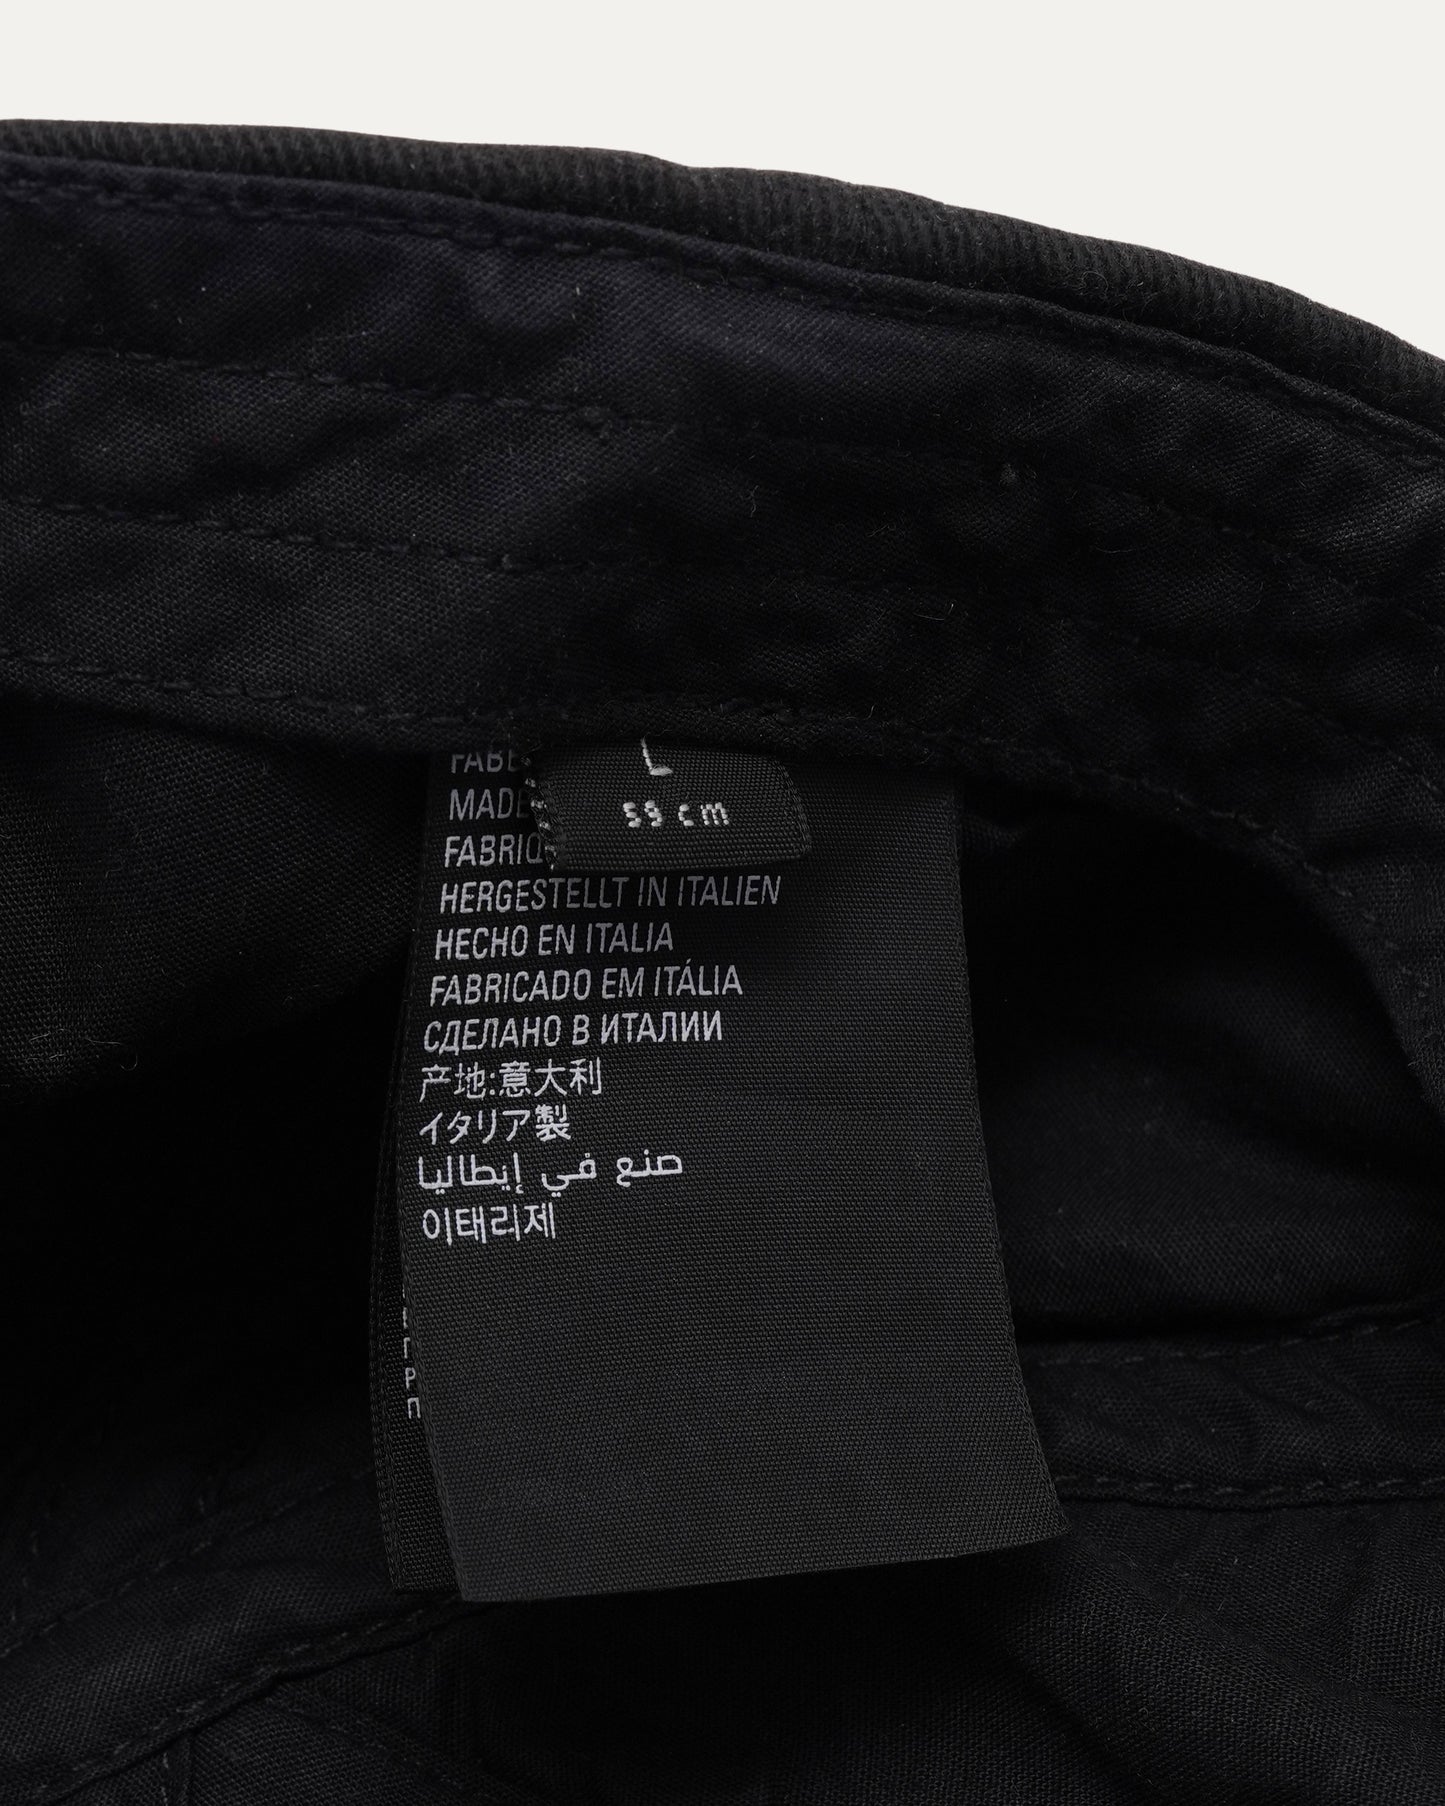 L
59 cm
MADE
HERGESTELLT IN ITALIEN
HECHO EN ITALIA
FABRICADO EM ITÁLIA
СДЕЛАНО В ИТАЛИИ
产地:意大利
イタリア製
صنع في إيطاليا
이태리제